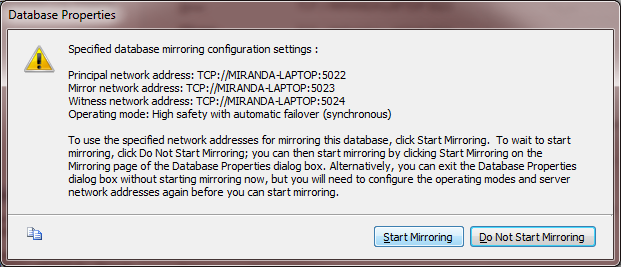 Database Properties
Specified database mirroring configuration settings :
Principal network address: TCP://MIRANDA-LAPTOP:5022
Mirror network address: TCP://MIRANDA-LAPTOP:5023
Witness network address: TCP://MIRANDA-LAPTOP:5024
Operating mode: High safety with automatic failover (synchronous)
To use the specified network addresses for mirroring this database, click Start Mirroring. To wait to start
mirroring, click Do Not Start Mirroring; you can then start mirroring by clicking Start Mirroring on the
Mirroring page of the Database Properties dialog box. Alternatively, you can exit the Database Properties
dialog box without starting mirroring now, but you will need to configure the operating modes and server
network addresses again before you can start mirroring.
Start Mirroring Do Not Start Mirroring